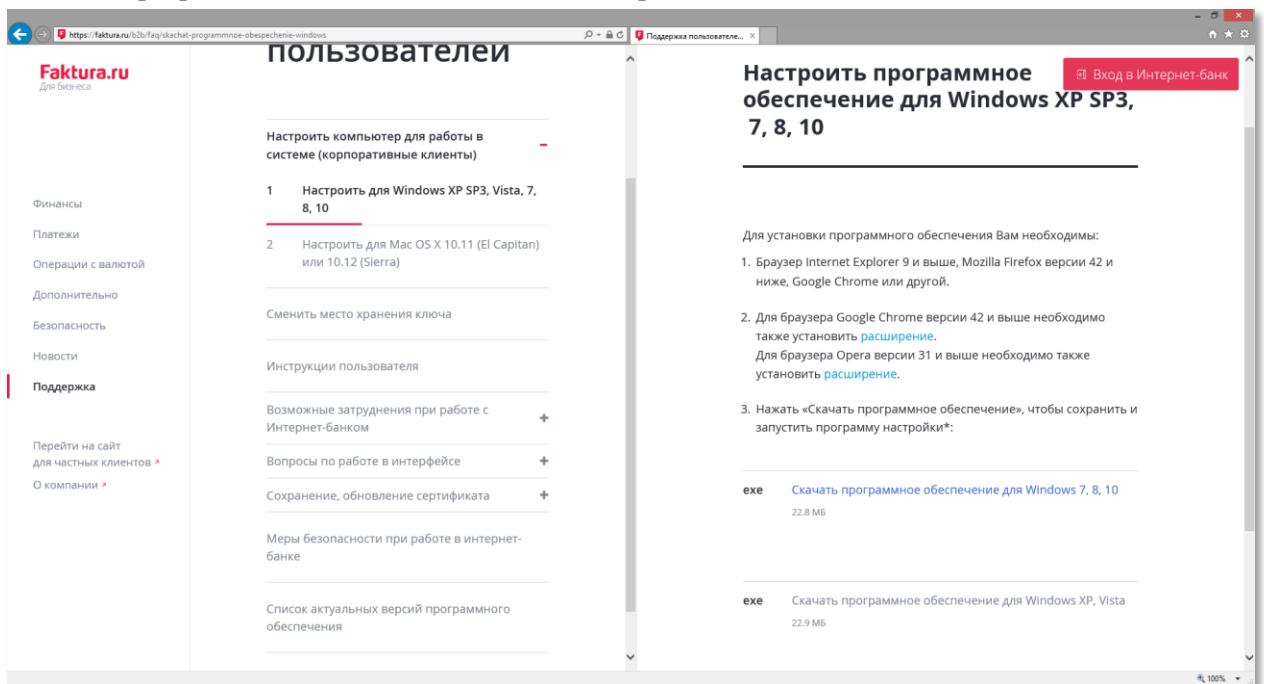 https://faktura.ru/b2b/faq/skachat-programmnoe-obespechenie-windows
Поддержка пользователе...
Faktura.ru
Для бизнеса
Финансы
Платежи
Операции с валютой
Дополнительно
Безопасность
Новости
Поддержка
Перейти на сайт
для частных клиентов
О компании
пользователей
Настроить компьютер для работы в
системе (корпоративные клиенты)
1 Настроить для Windows XP SP3, Vista, 7,
8, 10
2 Настроить для Mac OS X 10.11 (El Capitan)
или 10.12 (Sierra)
Сменить место хранения ключа
Инструкции пользователя
Возможные затруднения при работе с
Интернет-банком
Вопросы по работе в интерфейсе
Сохранение, обновление сертификата
Меры безопасности при работе в интернет-
банке
Список актуальных версий программного
обеспечения
Вход в Интернет-банк
Настроить программное
обеспечение для Windows XP SP3,
7, 8, 10
Для установки программного обеспечения Вам необходимы:
1. Браузер Internet Explorer 9 и выше, Mozilla Firefox версии 42 и
ниже, Google Chrome или другой.
2. Для браузера Google Chrome версии 42 и выше необходимо
также установить расширение.
Для браузера Opera версии 31 и выше необходимо также
установить расширение.
3. Нажать «Скачать программное обеспечение», чтобы сохранить и
запустить программу настройки*:
exe Скачать программное обеспечение для Windows 7, 8, 10
22.8 МБ
exe Скачать программное обеспечение для Windows XP, Vista
22.9 МБ
100%